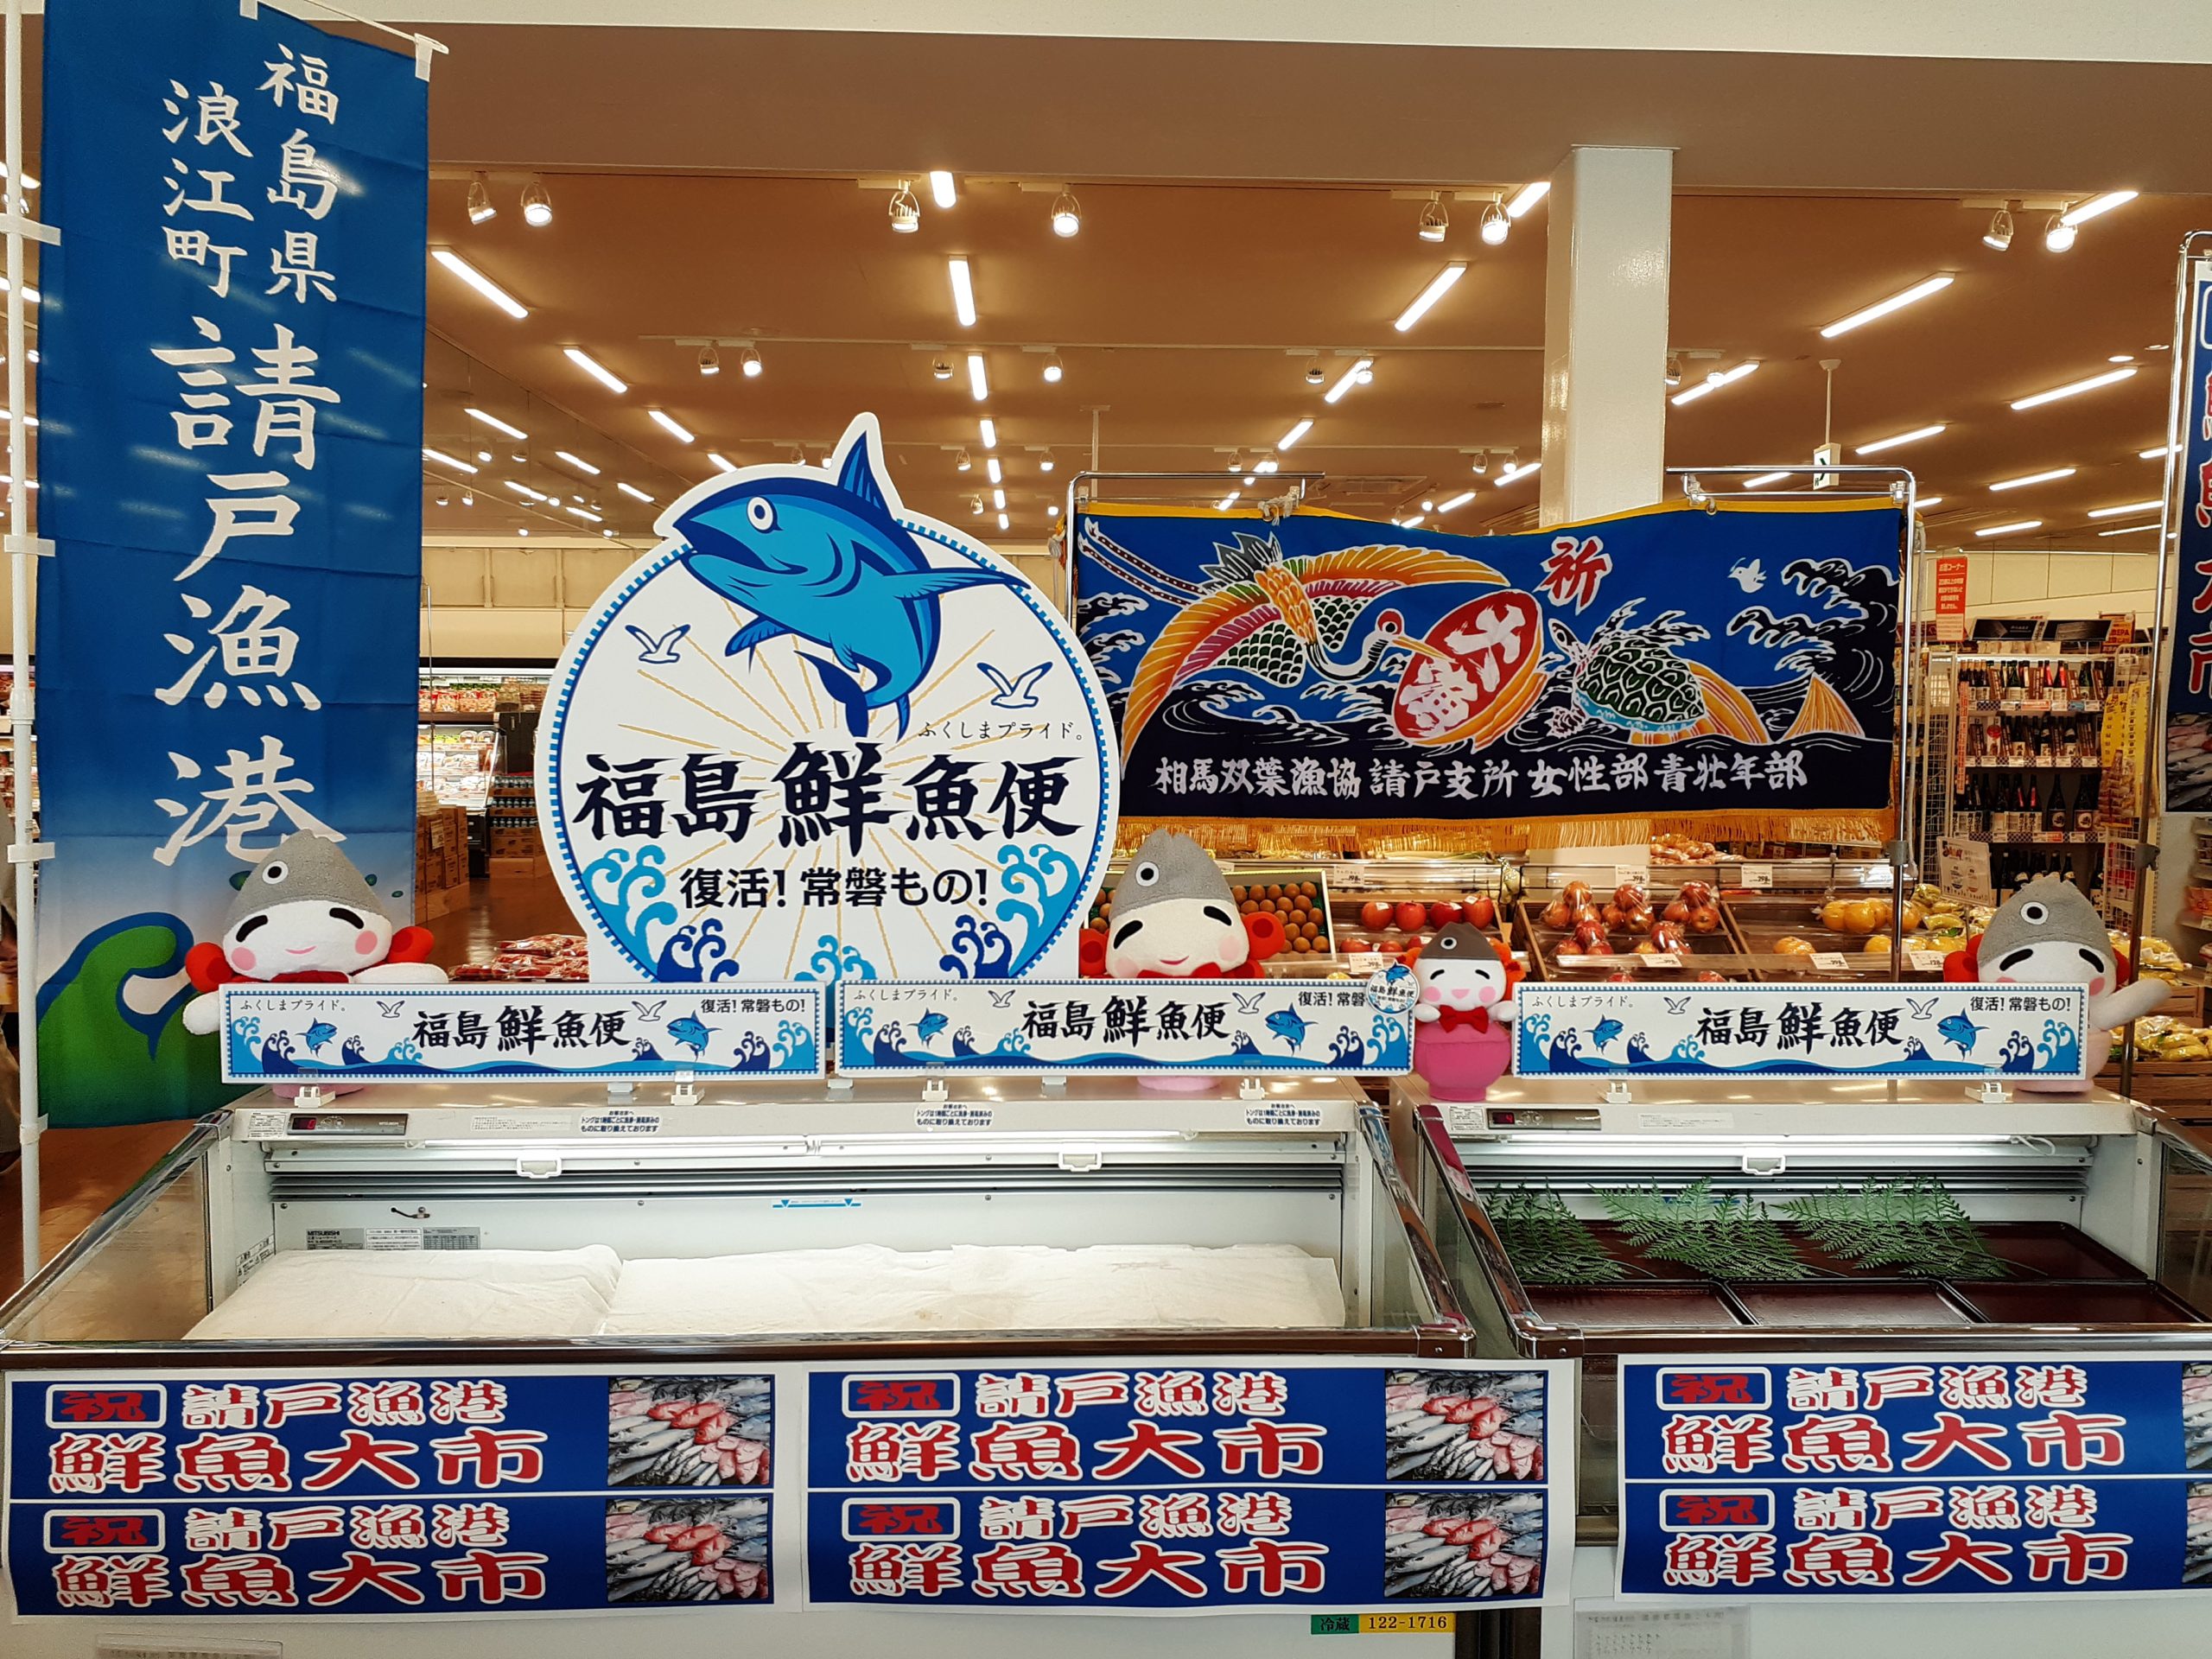 福島県
浪江町
請戸漁港
ふくしまプライド。
福島鮮魚便
復活!常磐もの!
祈
大漁
相馬双葉漁協 請戸支所 女性部 青壮年部
ふくしまプライド。
福島鮮魚便
復活!常磐もの!
ふくしまプライド。
福島鮮魚便
復活!常磐
福島鮮魚便
ふくしまプライド。
福島鮮魚便
復活!常磐もの!
MITSUBISHI
祝 請戸漁港
鮮魚大市
祝 請戸漁港
鮮魚大市
祝 請戸漁港
鮮魚大市
祝 請戸漁港
鮮魚大市
祝 請戸漁港
鮮魚大市
祝 請戸漁港
鮮魚大市
冷蔵 122-1716